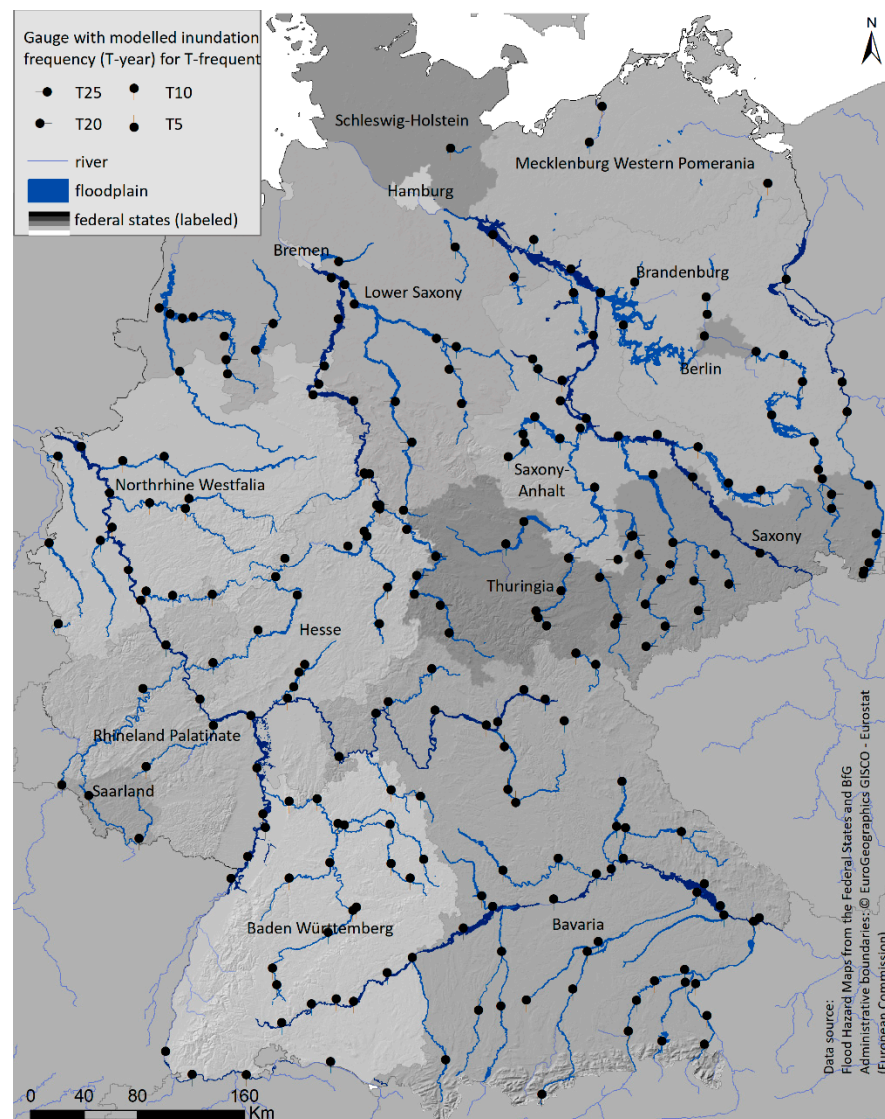 Gauge with modelled inundation
frequency (T-year) for T-frequent
T25
T10
T20
T5
river
floodplain
federal states (labeled)
N
Schleswig-Holstein
Mecklenburg Western Pomerania
Hamburg
Bremen
Brandenburg
Lower Saxony
Berlin
Northrhine Westfalia
Saxony-
Anhalt
Saxony
Thuringia
Hesse
Rhineland Palatinate
Saarland
Baden Württemberg
Bavaria
Data source:
Flood Hazard Maps from the Federal States and BfG
Administrative boundaries: © EuroGeographics GISCO - Eurostat
(European Commission)
0 40 80 160
Km